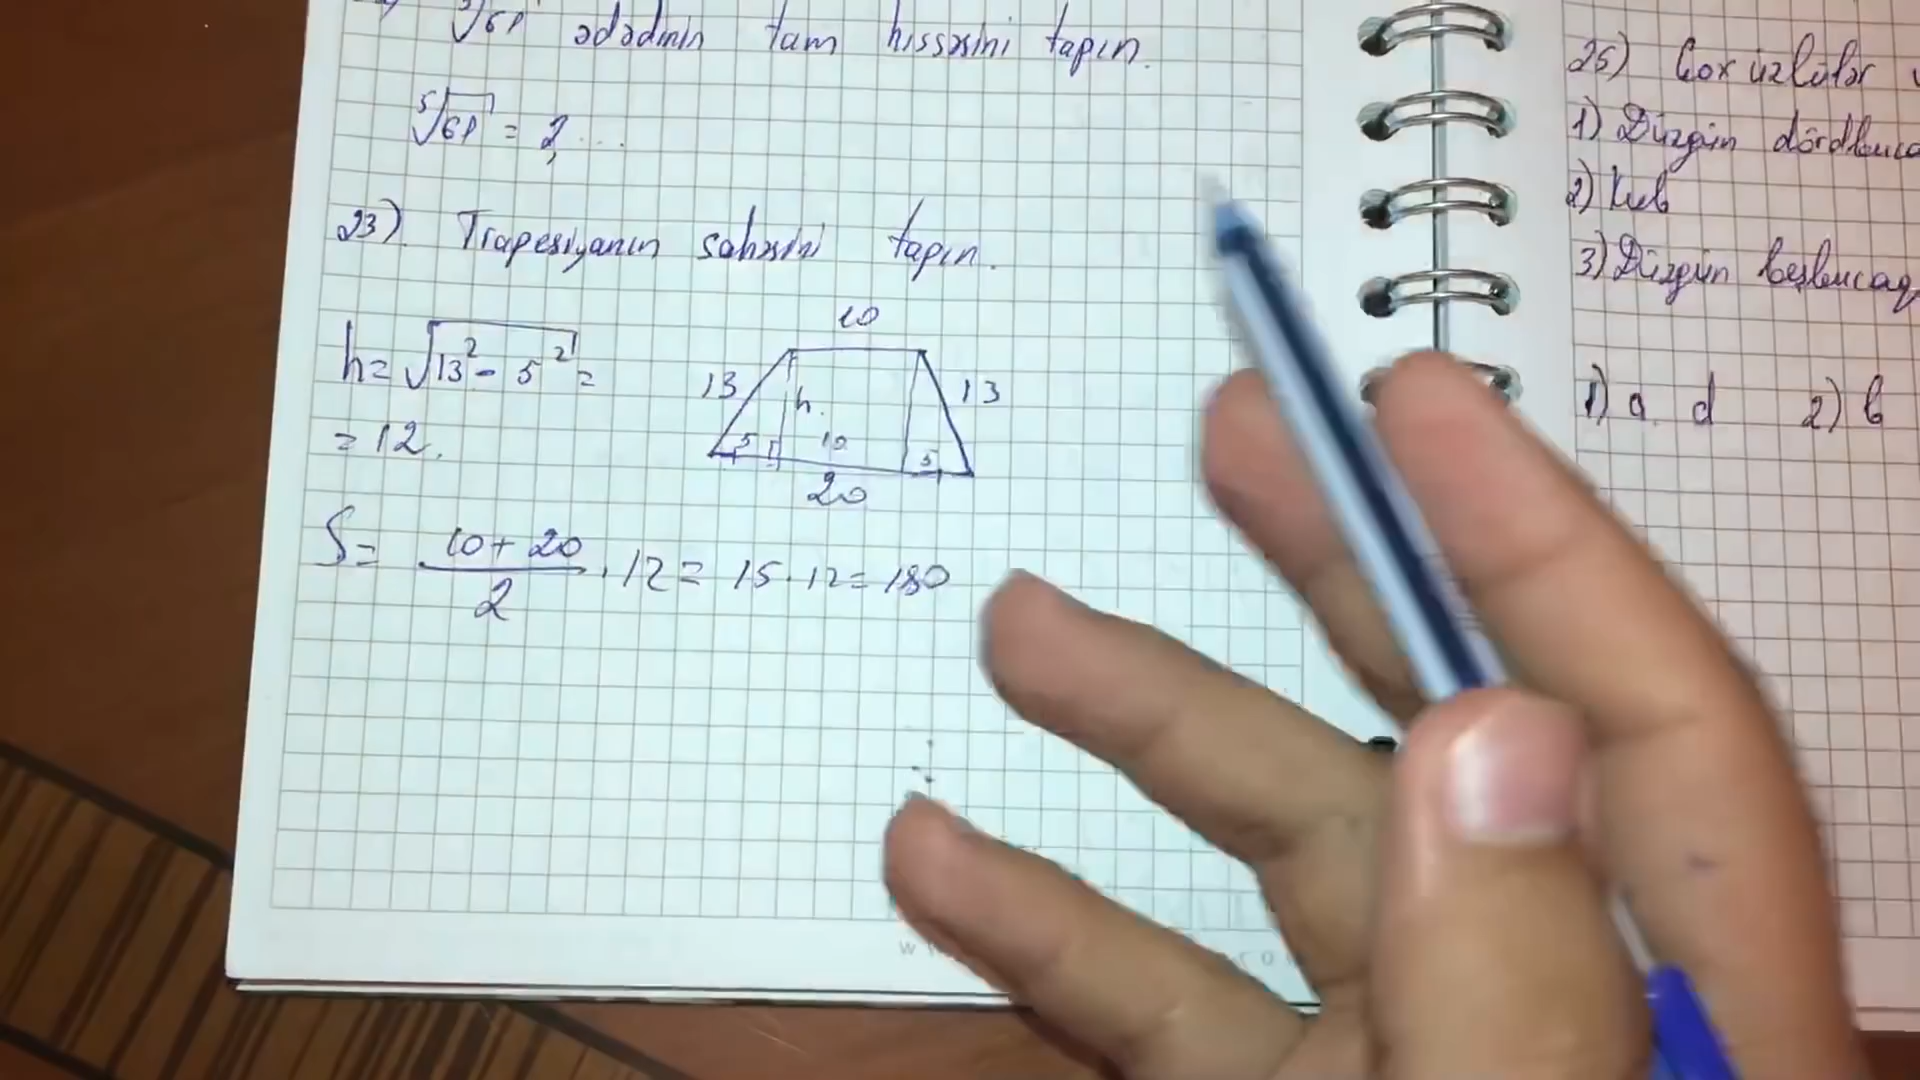 ədədinin tam hissəsini tapın.
⁵√61 = 2, ...
23). Trapesiyanın sahəsini tapın.
10
h = √13² - 5² =
13
h.
13
= 12.
5
10
5
20
S = (10 + 20)/2 · 12 = 15 · 12 = 180
25) Çoxüzlülər
1) Düzgün dördbuca
2) Kub
3) Düzgün beşbucaq
1) a d 2) b